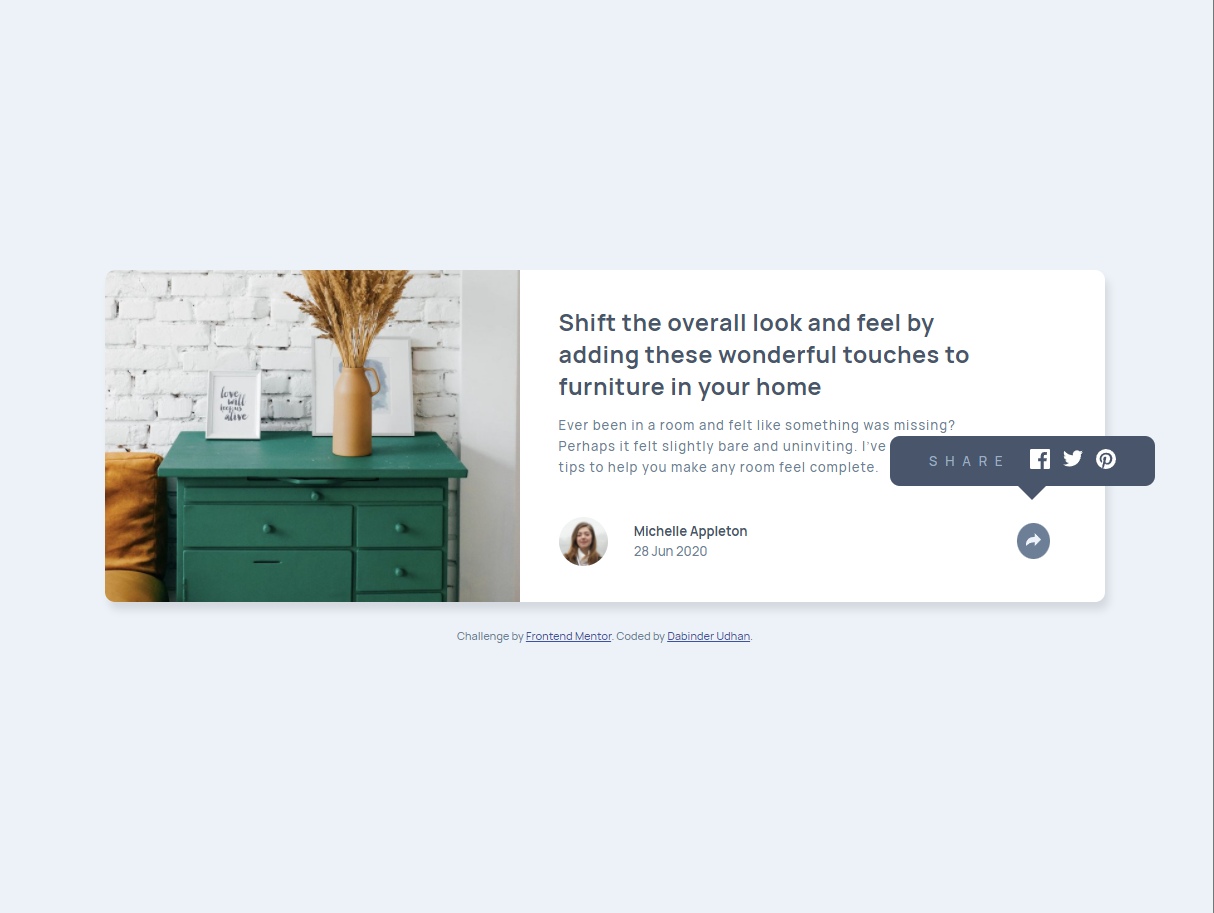 Shift the overall look and feel by
adding these wonderful touches to
furniture in your home
Ever been in a room and felt like something was missing?
Perhaps it felt slightly bare and uninviting. I've
tips to help you make any room feel complete.
SHARE
Michelle Appleton
28 Jun 2020
love
will
keep us
alive
Challenge by Frontend Mentor. Coded by Dabinder Udhan.